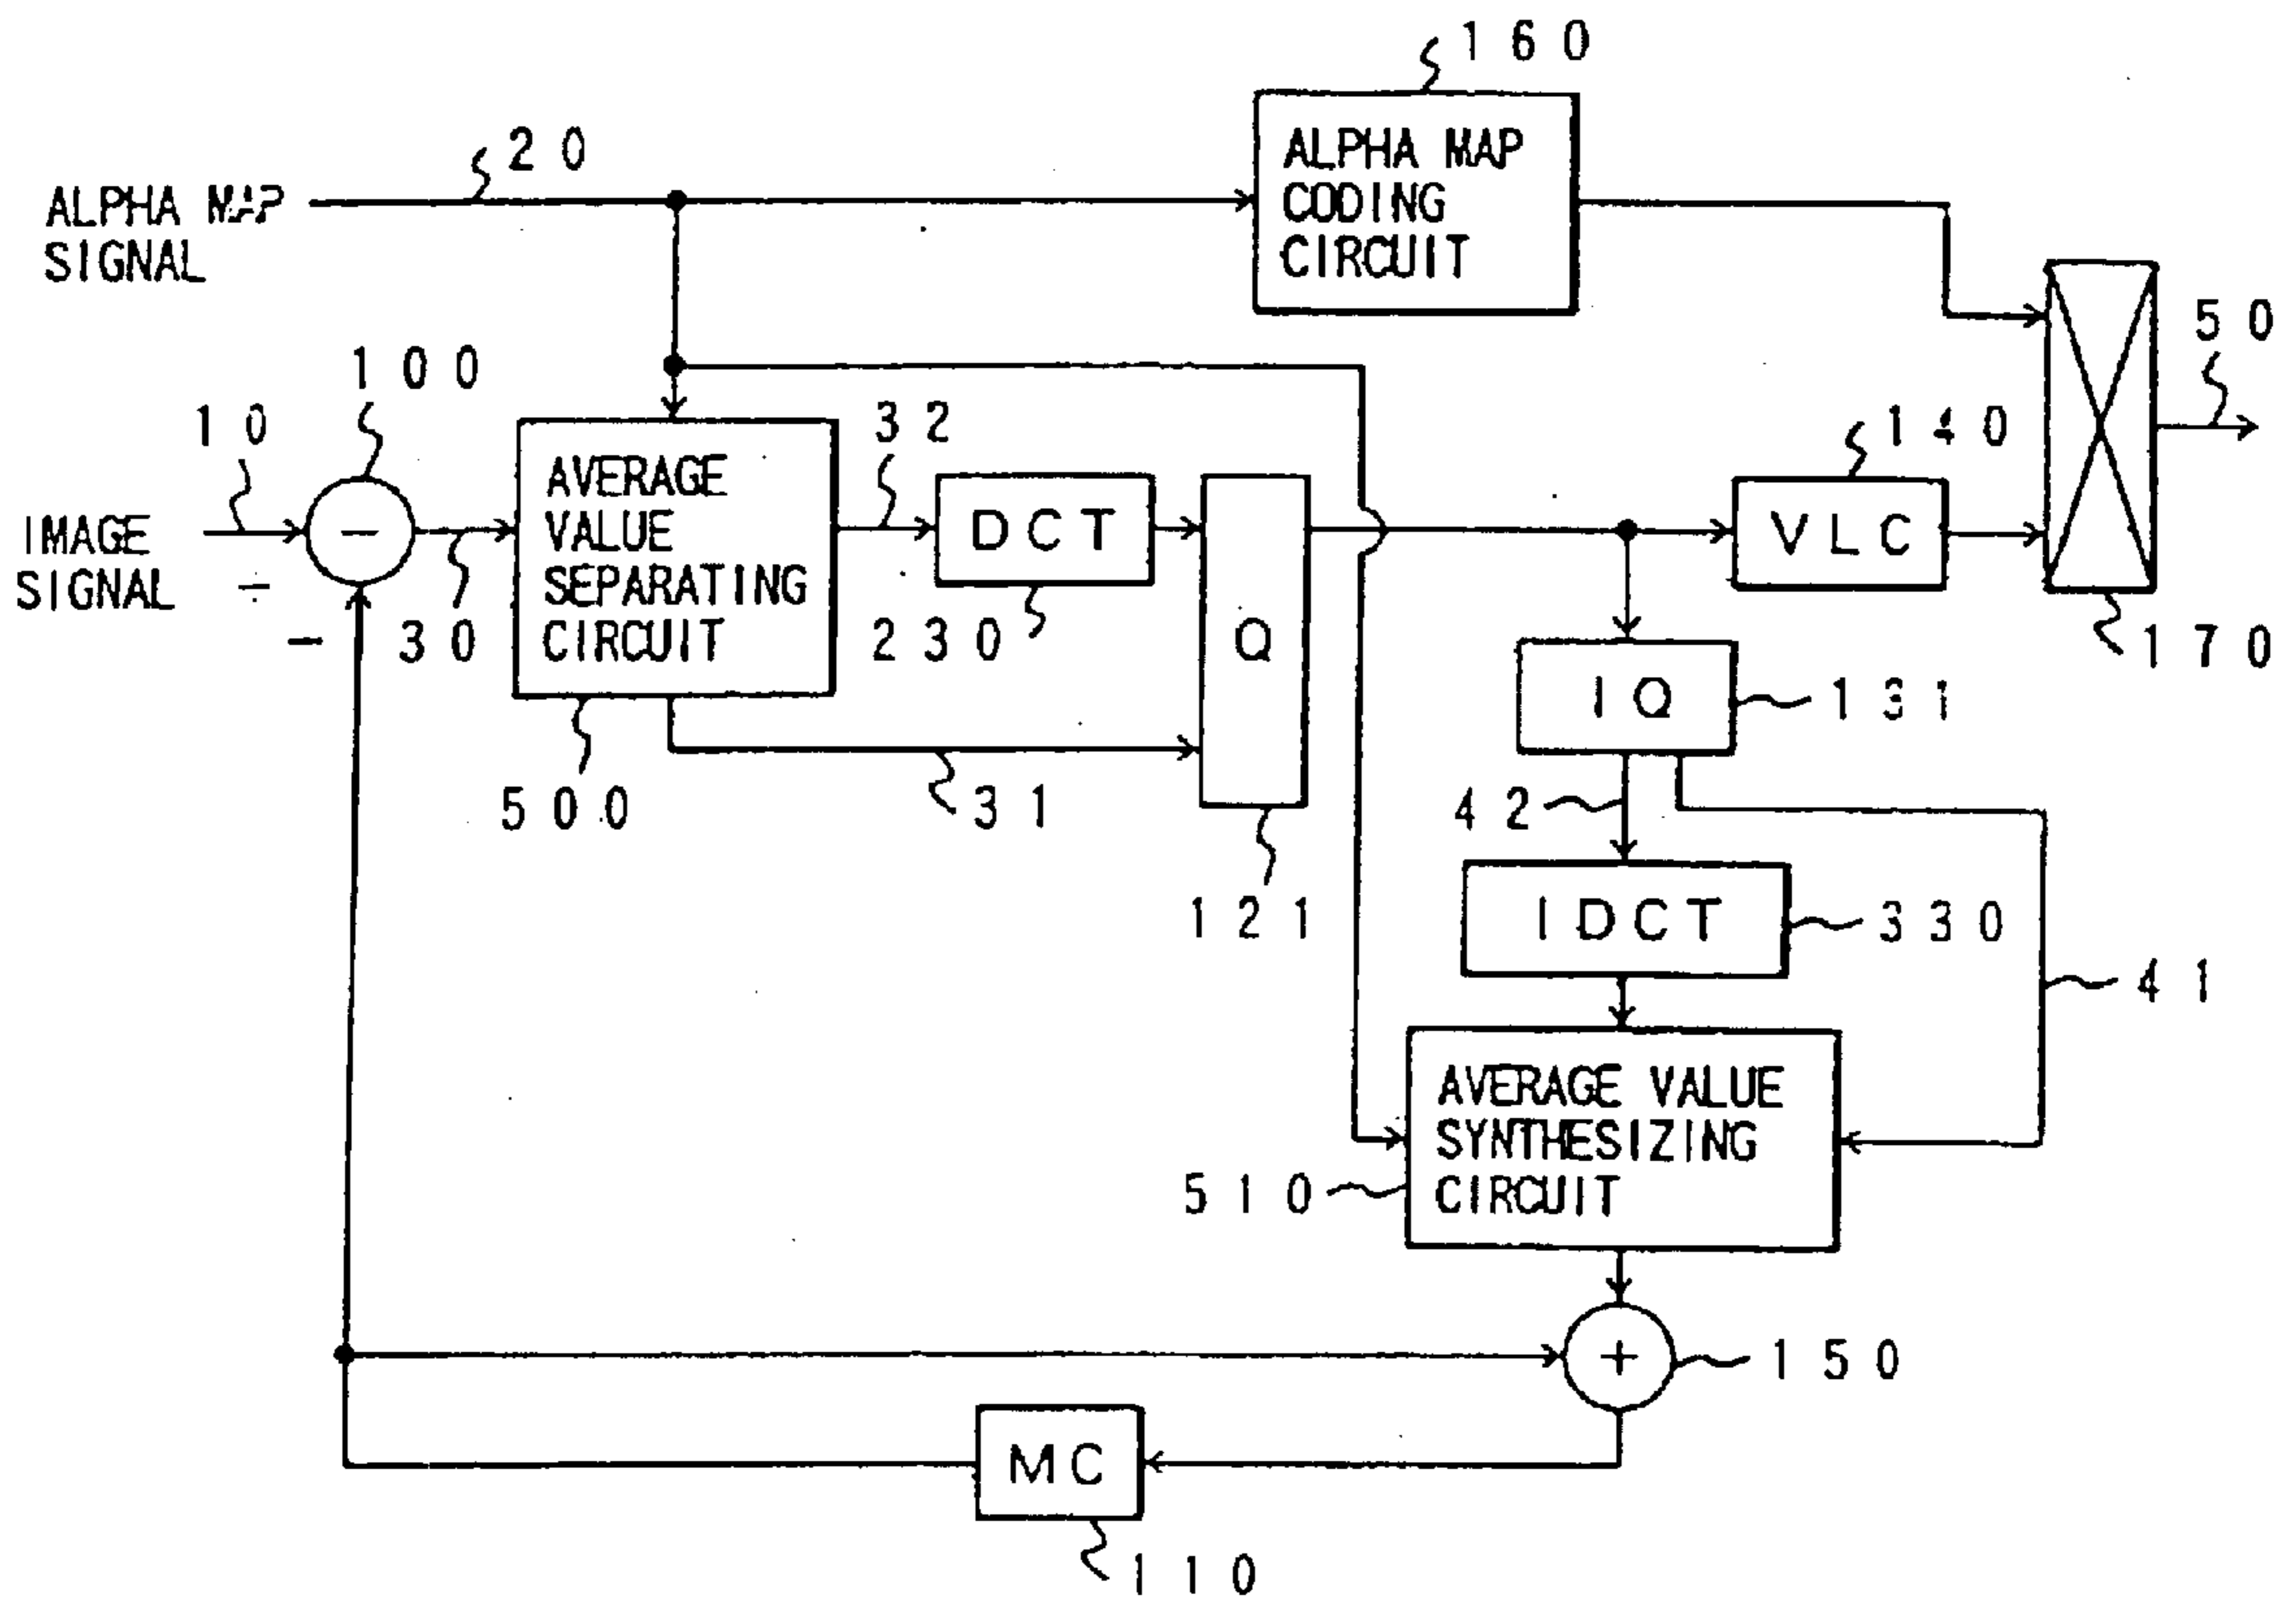 160
20
ALPHA MAP
SIGNAL
ALPHA MAP
CODING
CIRCUIT
50
100
10
32
140
IMAGE
SIGNAL
-
-
-
30
AVERAGE
VALUE
SEPARATING
CIRCUIT
DCT
230
Q
VLC
170
IQ
131
500
31
42
121
IDCT
330
41
AVERAGE VALUE
SYNTHESIZING
CIRCUIT
510
+
150
MC
110